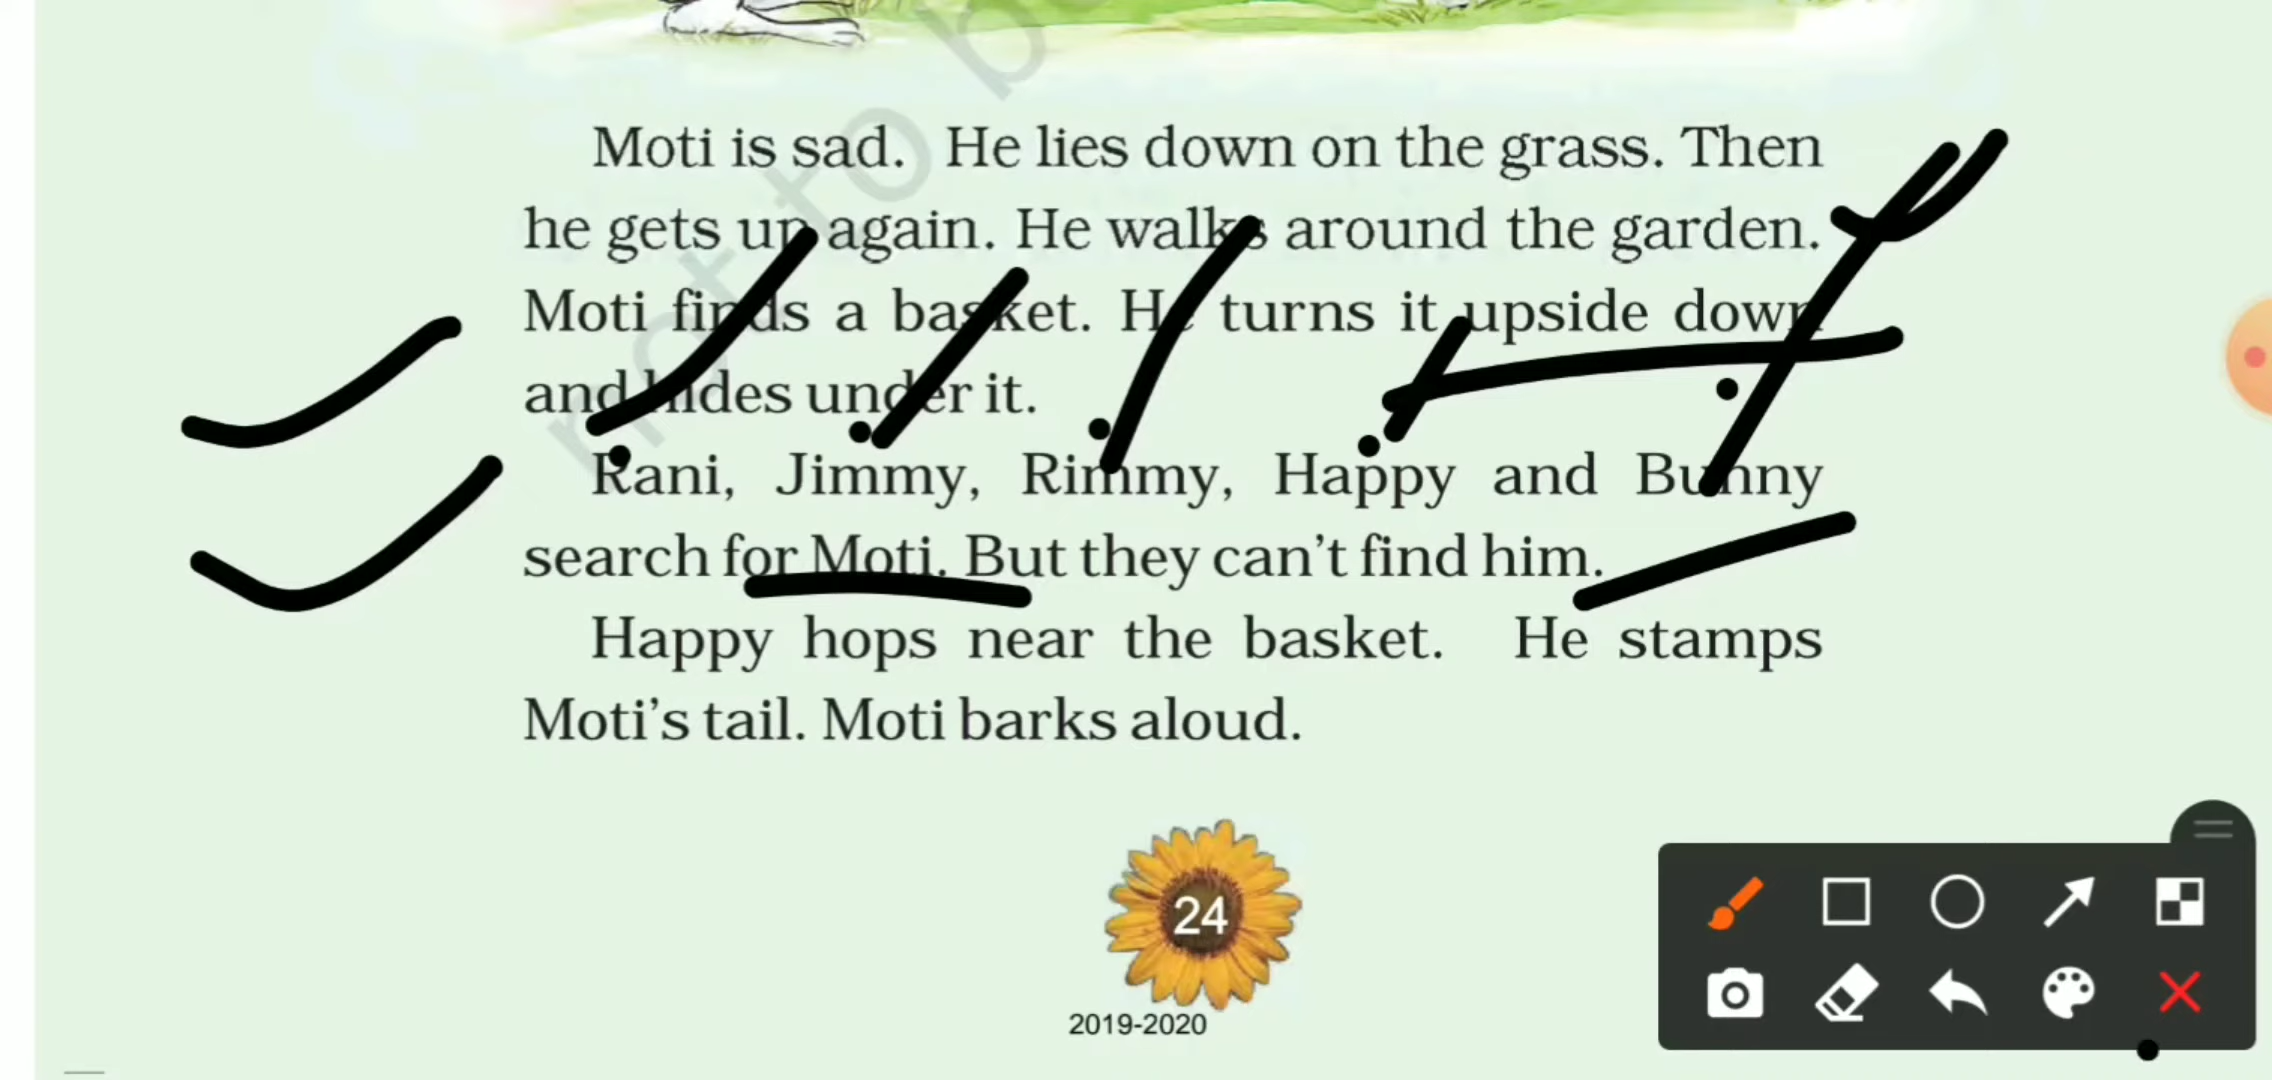 Moti is sad. He lies down on the grass. Then
he gets up again. He walks around the garden.
Moti finds a basket. He turns it upside down
and hides under it.
Rani, Jimmy, Rimmy, Happy and Bunny
search for Moti. But they can't find him.
Happy hops near the basket. He stamps
Moti's tail. Moti barks aloud.
24
2019-2020
not to b